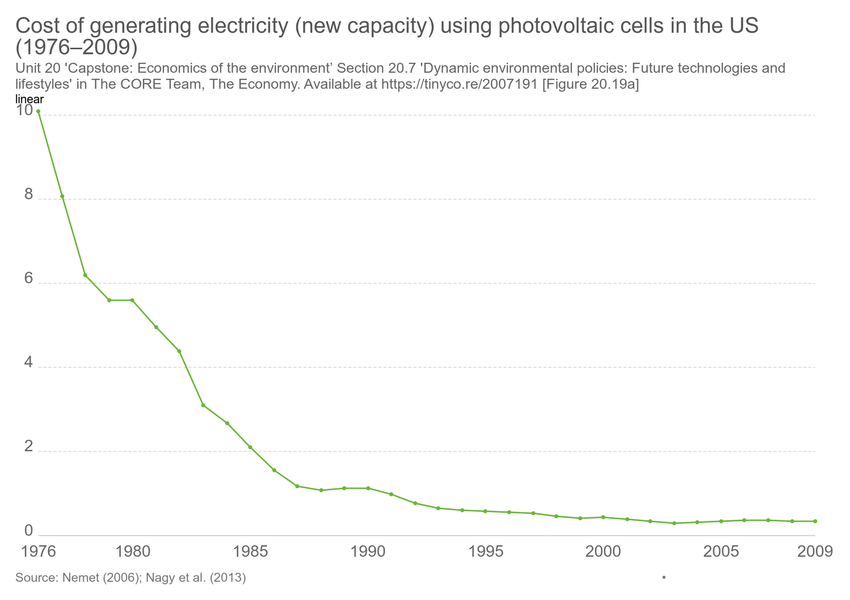 Cost of generating electricity (new capacity) using photovoltaic cells in the US
(1976–2009)
Unit 20 'Capstone: Economics of the environment' Section 20.7 'Dynamic environmental policies: Future technologies and
lifestyles' in The CORE Team, The Economy. Available at https://tinyco.re/2007191 [Figure 20.19a]
linear
10
8
6
4
2
0
1976 1980 1985 1990 1995 2000 2005 2009
Source: Nemet (2006); Nagy et al. (2013)